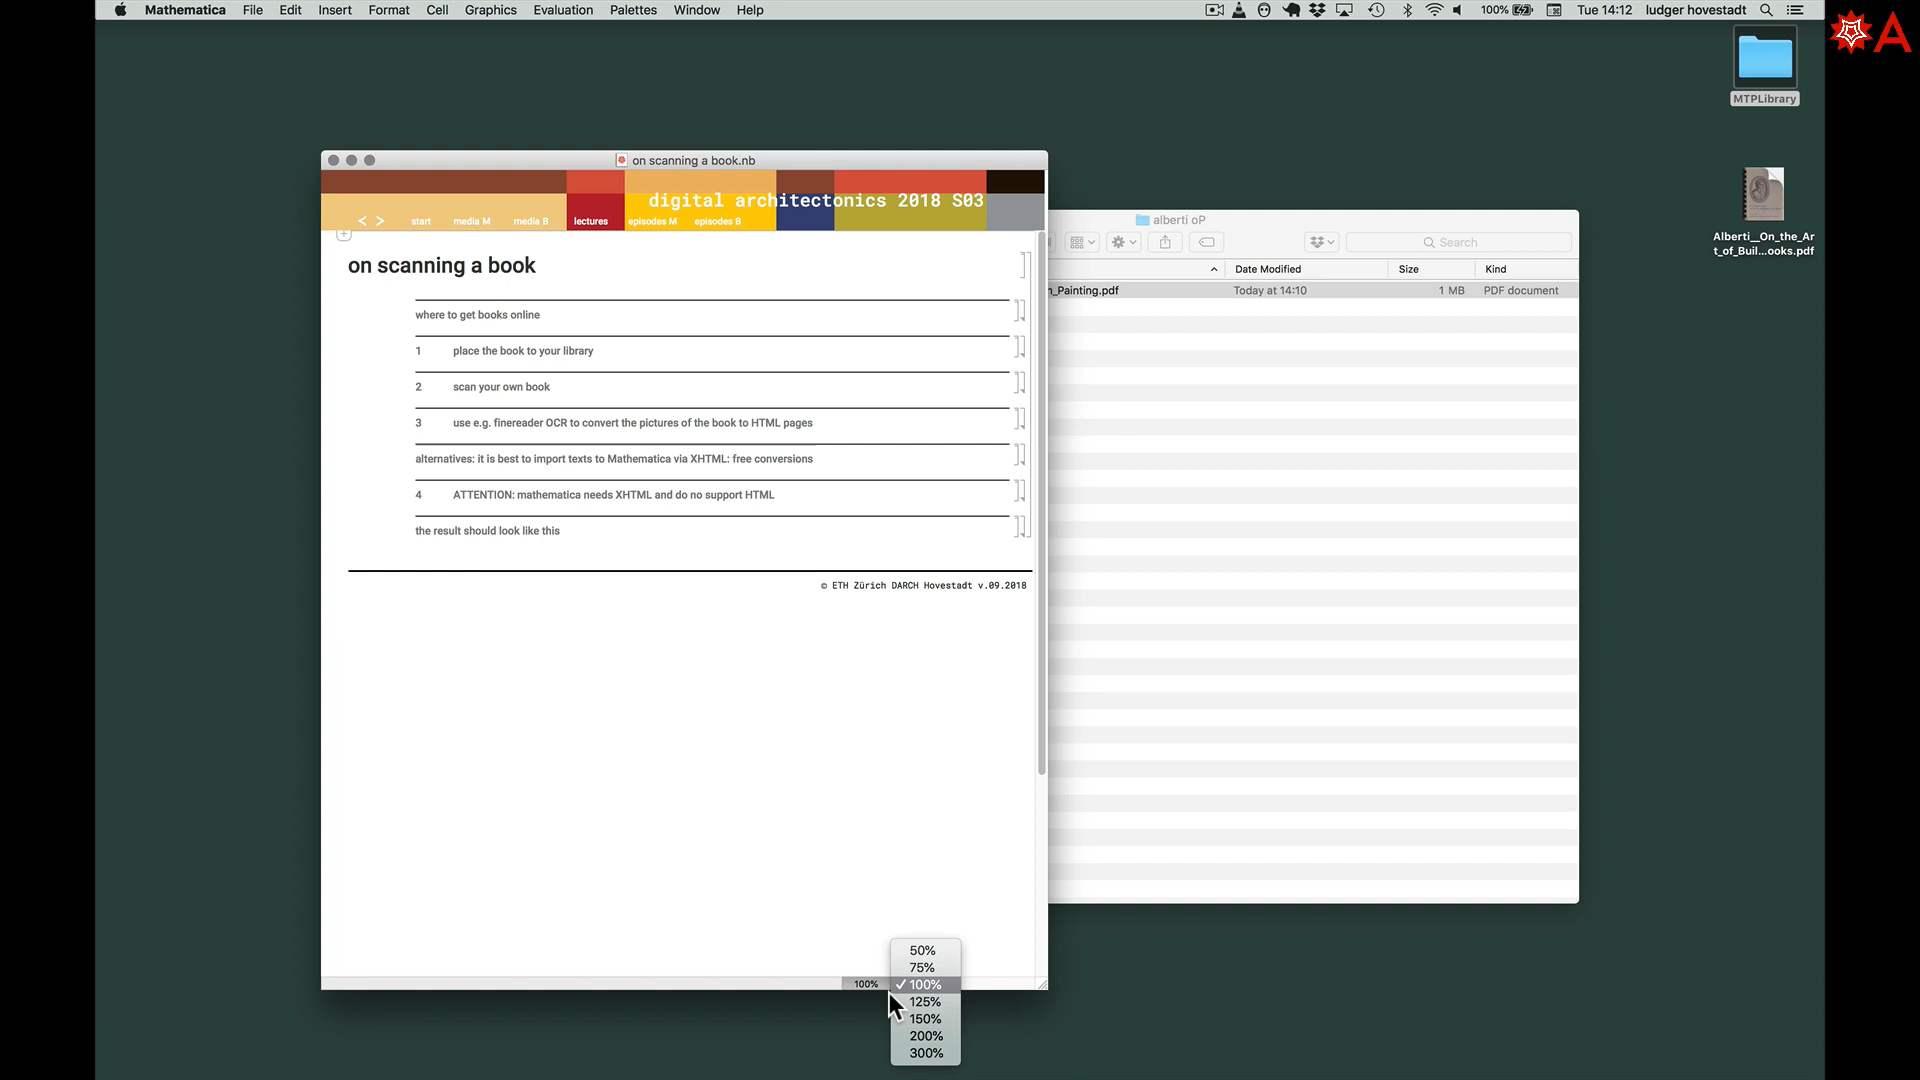 Mathematica File Edit Insert Format Cell Graphics Evaluation Palettes Window Help 100% Tue 14:12 ludger hovestadt
A
MTPLibrary
Alberti__On_the_Ar
t_of_Buil...ooks.pdf
on scanning a book.nb
digital architectonics 2018 S03
< > start media M media B lectures episodes M episodes B
on scanning a book
where to get books online
1 place the book to your library
2 scan your own book
3 use e.g. finereader OCR to convert the pictures of the book to HTML pages
alternatives: it is best to import texts to Mathematica via XHTML: free conversions
4 ATTENTION: mathematica needs XHTML and do no support HTML
the result should look like this
© ETH Zürich DARCH Hovestadt v.09.2018
100%
50%
75%
✓ 100%
125%
150%
200%
300%
alberti oP
Search
Date Modified Size Kind
n_Painting.pdf Today at 14:10 1 MB PDF document